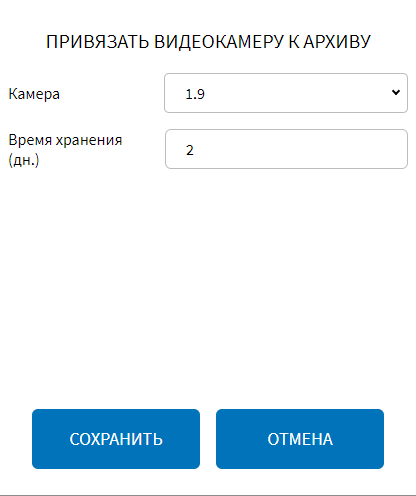 ПРИВЯЗАТЬ ВИДЕОКАМЕРУ К АРХИВУ
Камера
1.9
Время хранения
(дн.)
2
СОХРАНИТЬ
ОТМЕНА